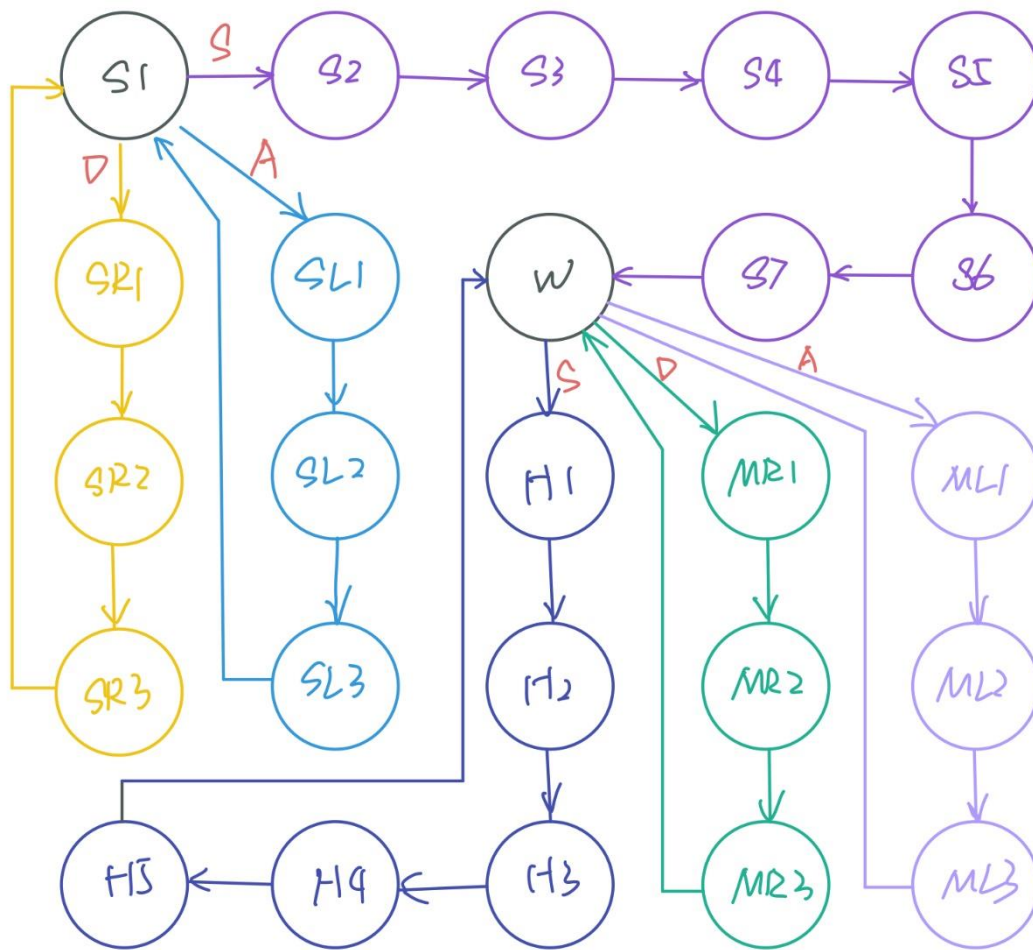 S
S1 S2 S3 S4 S5
D A
SR1 SL1 W S7 S6
S D A
SR2 SL2 H1 MR1 ML1
SR3 SL3 H2 MR2 ML2
H5 H4 H3 MR3 ML3